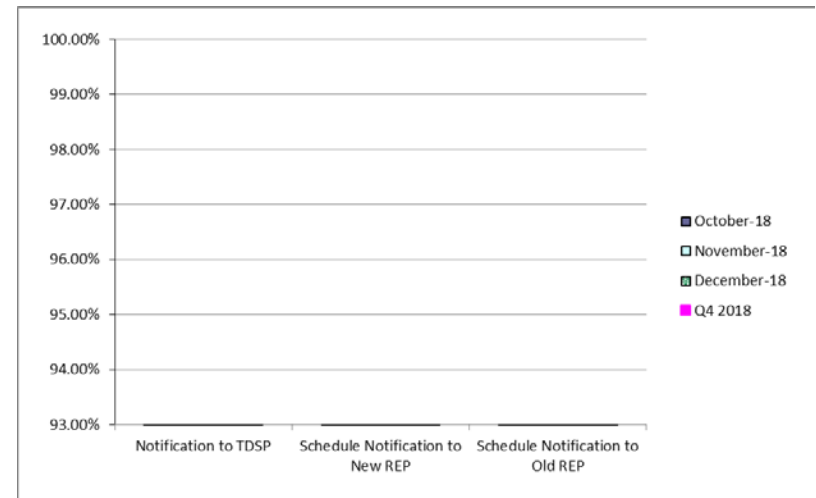 100.00%
99.00%
98.00%
97.00%
96.00%
95.00%
94.00%
93.00%
Notification to TDSP
Schedule Notification to
New REP
Schedule Notification to
Old REP
October-18
November-18
December-18
Q4 2018